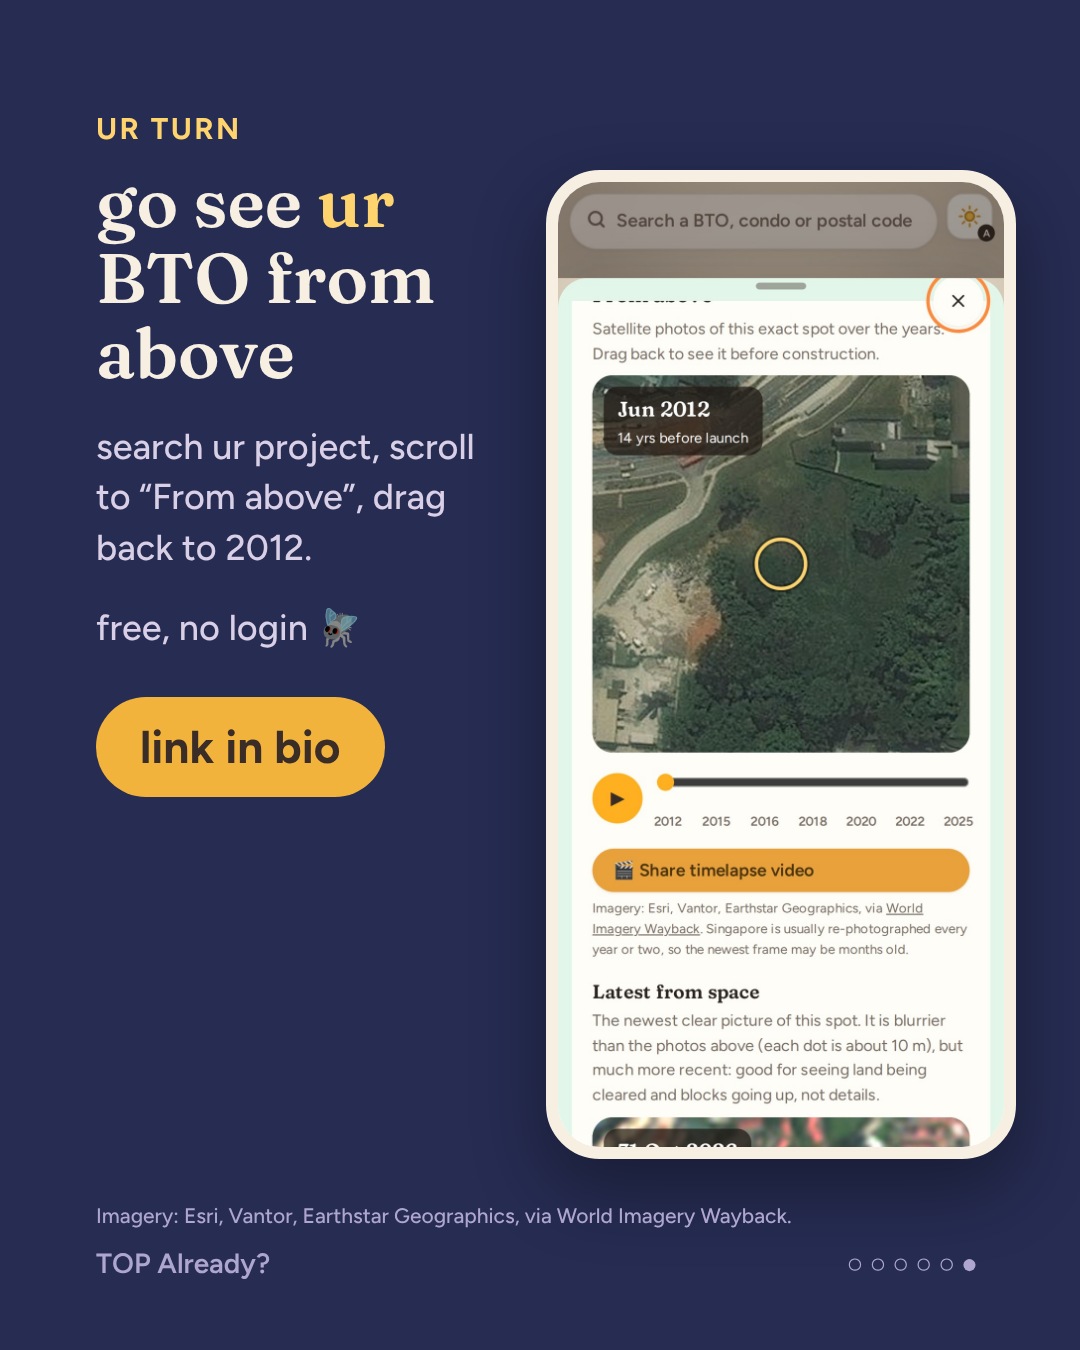 UR TURN
go see ur
BTO from
above
search ur project, scroll
to “From above”, drag
back to 2012.
free, no login
link in bio
Search a BTO, condo or postal code
A
Satellite photos of this exact spot over the years.
Drag back to see it before construction.
Jun 2012
14 yrs before launch
2012 2015 2016 2018 2020 2022 2025
Share timelapse video
Imagery: Esri, Vantor, Earthstar Geographics, via World
Imagery Wayback. Singapore is usually re-photographed every
year or two, so the newest frame may be months old.
Latest from space
The newest clear picture of this spot. It is blurrier
than the photos above (each dot is about 10 m), but
much more recent: good for seeing land being
cleared and blocks going up, not details.
Imagery: Esri, Vantor, Earthstar Geographics, via World Imagery Wayback.
TOP Already?